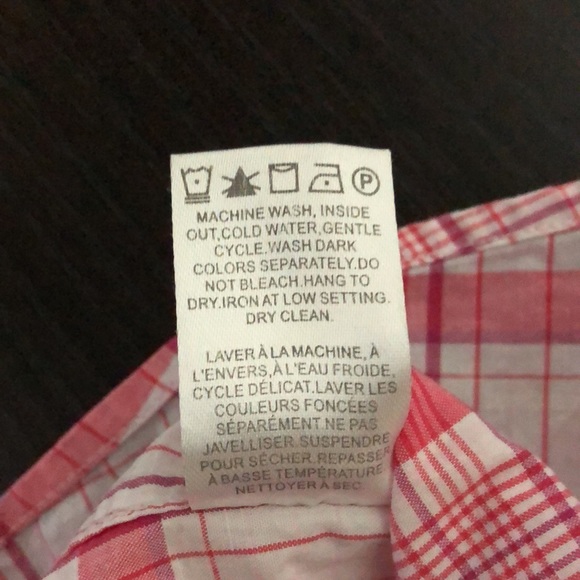 P
MACHINE WASH, INSIDE
OUT,COLD WATER,GENTLE
CYCLE.WASH DARK
COLORS SEPARATELY.DO
NOT BLEACH.HANG TO
DRY.IRON AT LOW SETTING.
DRY CLEAN.
LAVER À LA MACHINE, À
L'ENVERS,À L'EAU FROIDE,
CYCLE DÉLICAT.LAVER LES
COULEURS FONCÉES
SÉPARÉMENT.NE PAS
JAVELLISER.SUSPENDRE
POUR SÉCHER.REPASSER
À BASSE TEMPÉRATURE
NETTOYER À SEC